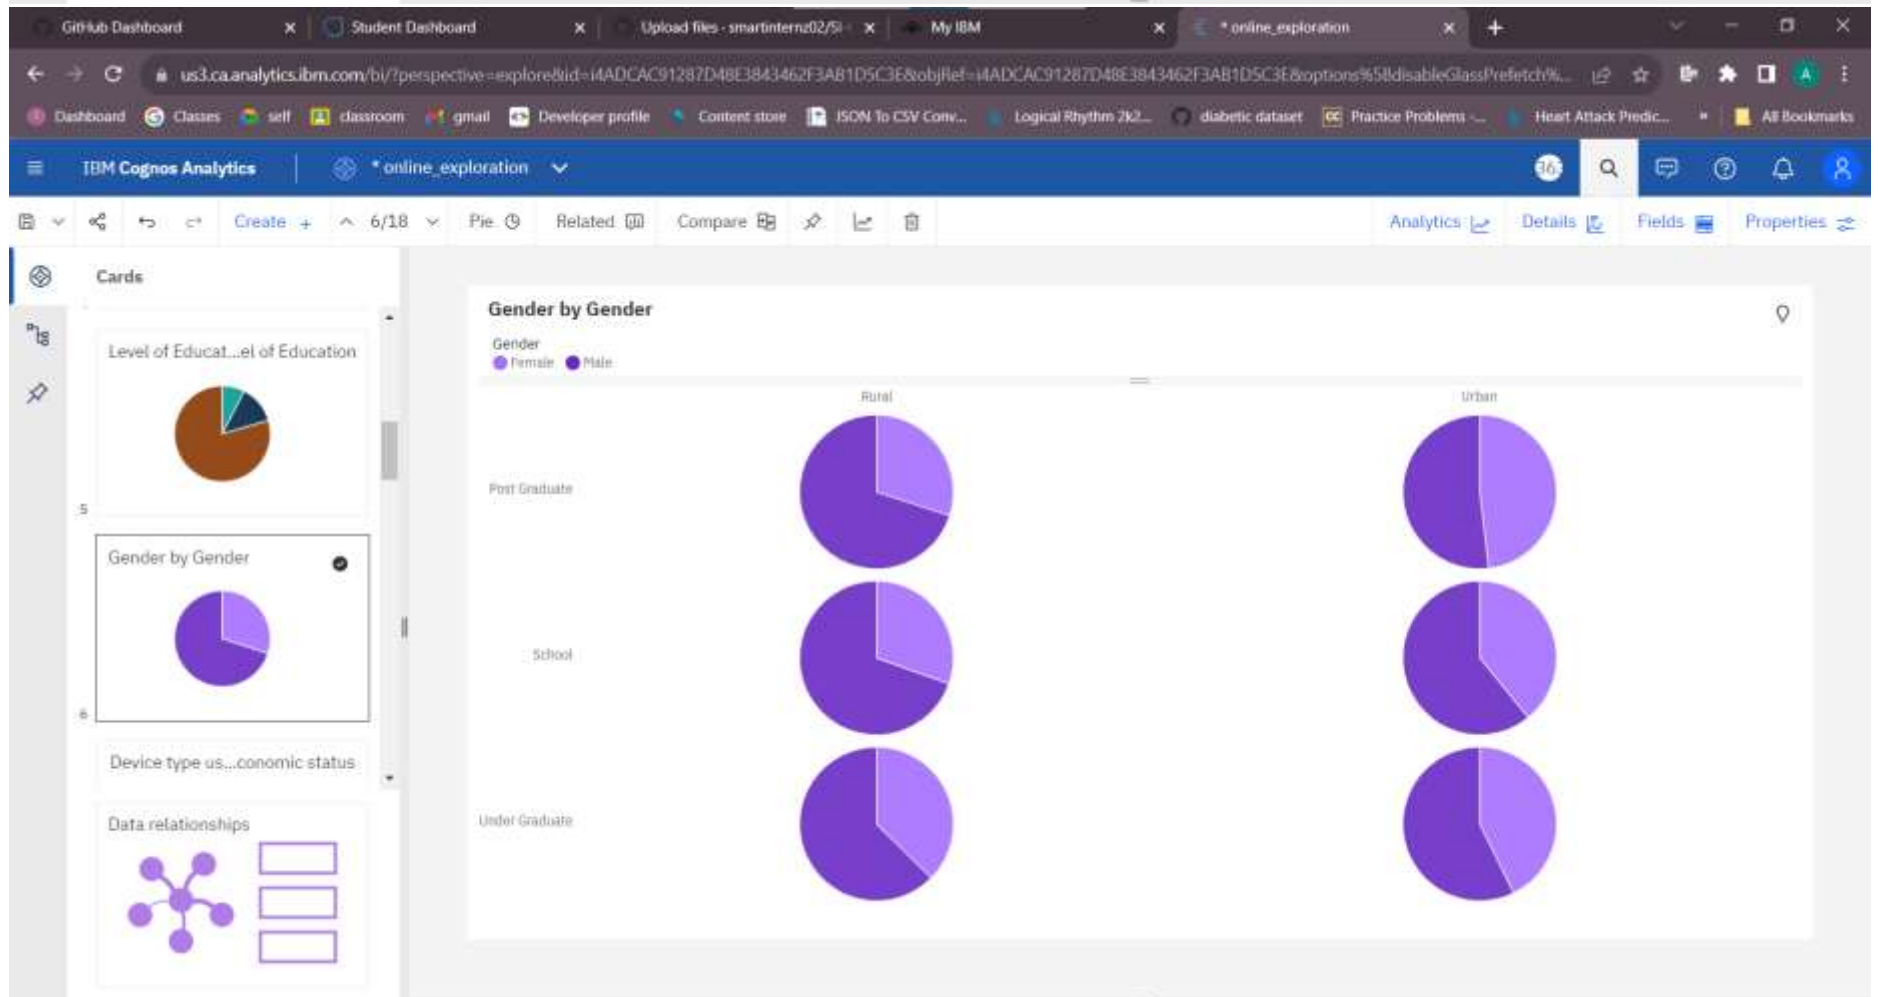 GitHub Dashboard
Student Dashboard
Upload files - smartinternz02/SI
My IBM
* online_exploration
us3.ca.analytics.ibm.com/bi/?perspective=explore&id=i4ADCAC91287D48E3843462F3AB1D5C3E&objRef=i4ADCAC91287D48E3843462F3AB1D5C3E&options%5BdisableGlassPrefetch%...
A
Dashboard
Classes
self
classroom
gmail
Developer profile
Content store
JSON To CSV Conv...
Logical Rhythm 2k2...
diabetic dataset
CC Practice Problems -...
Heart Attack Predic...
»
All Bookmarks
IBM Cognos Analytics
* online_exploration
Create +
6/18
Pie
Related
Compare
Analytics
Details
Fields
Properties
Cards
Level of Educat...el of Education
5
Gender by Gender
6
Device type us...conomic status
Data relationships
Gender by Gender
Gender
Female Male
Rural
Urban
Post Graduate
School
Under Graduate